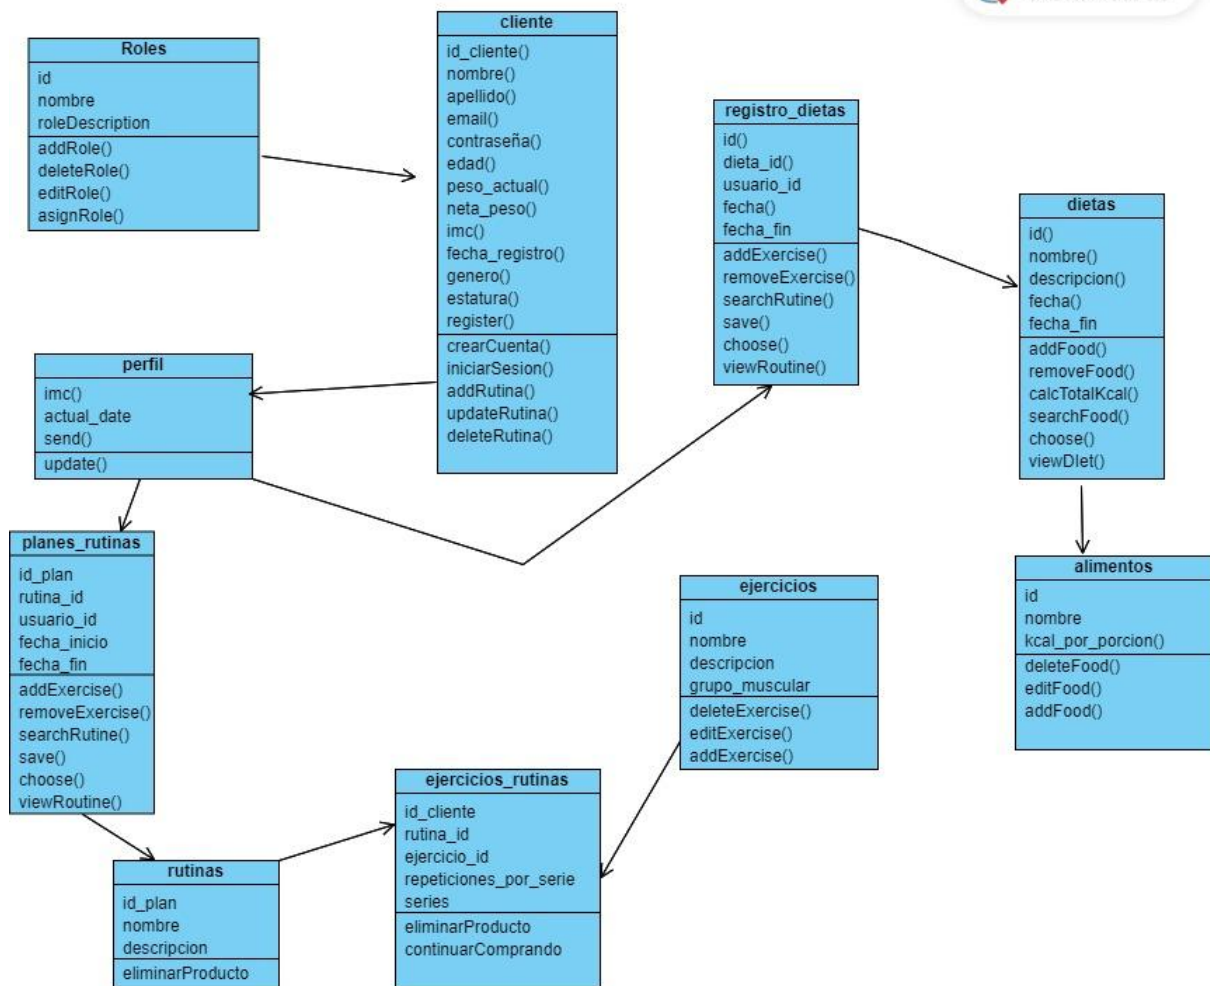 Roles
id
nombre
roleDescription
addRole()
deleteRole()
editRole()
asignRole()
cliente
id_cliente()
nombre()
apellido()
email()
contraseña()
edad()
peso_actual()
neta_peso()
imc()
fecha_registro()
genero()
estatura()
register()
crearCuenta()
iniciarSesion()
addRutina()
updateRutina()
deleteRutina()
registro_dietas
id()
dieta_id()
usuario_id
fecha()
fecha_fin
addExercise()
removeExercise()
searchRutine()
save()
choose()
viewRoutine()
dietas
id()
nombre()
descripcion()
fecha()
fecha_fin
addFood()
removeFood()
calcTotalKcal()
searchFood()
choose()
viewDlet()
perfil
imc()
actual_date
send()
update()
planes_rutinas
id_plan
rutina_id
usuario_id
fecha_inicio
fecha_fin
addExercise()
removeExercise()
searchRutine()
save()
choose()
viewRoutine()
alimentos
id
nombre
kcal_por_porcion()
deleteFood()
editFood()
addFood()
ejercicios
id
nombre
descripcion
grupo_muscular
deleteExercise()
editExercise()
addExercise()
ejercicios_rutinas
id_cliente
rutina_id
ejercicio_id
repeticiones_por_serie
series
eliminarProducto
continuarComprando
rutinas
id_plan
nombre
descripcion
eliminarProducto